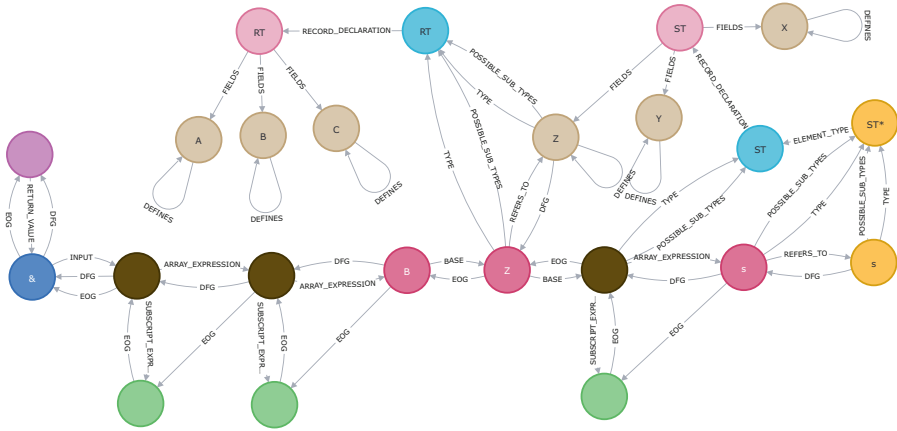 RT
RECORD_DECLARATION
RT
ST
FIELDS
X
DEFINES
FIELDS
FIELDS
FIELDS
A
B
C
DEFINES
DEFINES
DEFINES
POSSIBLE_SUB_TYPES
TYPE
FIELDS
FIELDS
RECORD_DECLARATION
Z
Y
DEFINES
DEFINES
ST
ELEMENT_TYPE
ST*
TYPE
POSSIBLE_SUB_TYPES
REFERS_TO
DFG
TYPE
POSSIBLE_SUB_TYPES
POSSIBLE_SUB_TYPES
TYPE
POSSIBLE_SUB_TYPES
TYPE
EOG
RETURN_VALUE
DFG
&
INPUT
DFG
EOG
ARRAY_EXPRESSION
DFG
DFG
ARRAY_EXPRESSION
B
BASE
EOG
Z
EOG
BASE
ARRAY_EXPRESSION
DFG
s
REFERS_TO
DFG
s
EOG
SUBSCRIPT_EXPR.
EOG
SUBSCRIPT_EXPR.
EOG
EOG
SUBSCRIPT_EXPR.
EOG
EOG